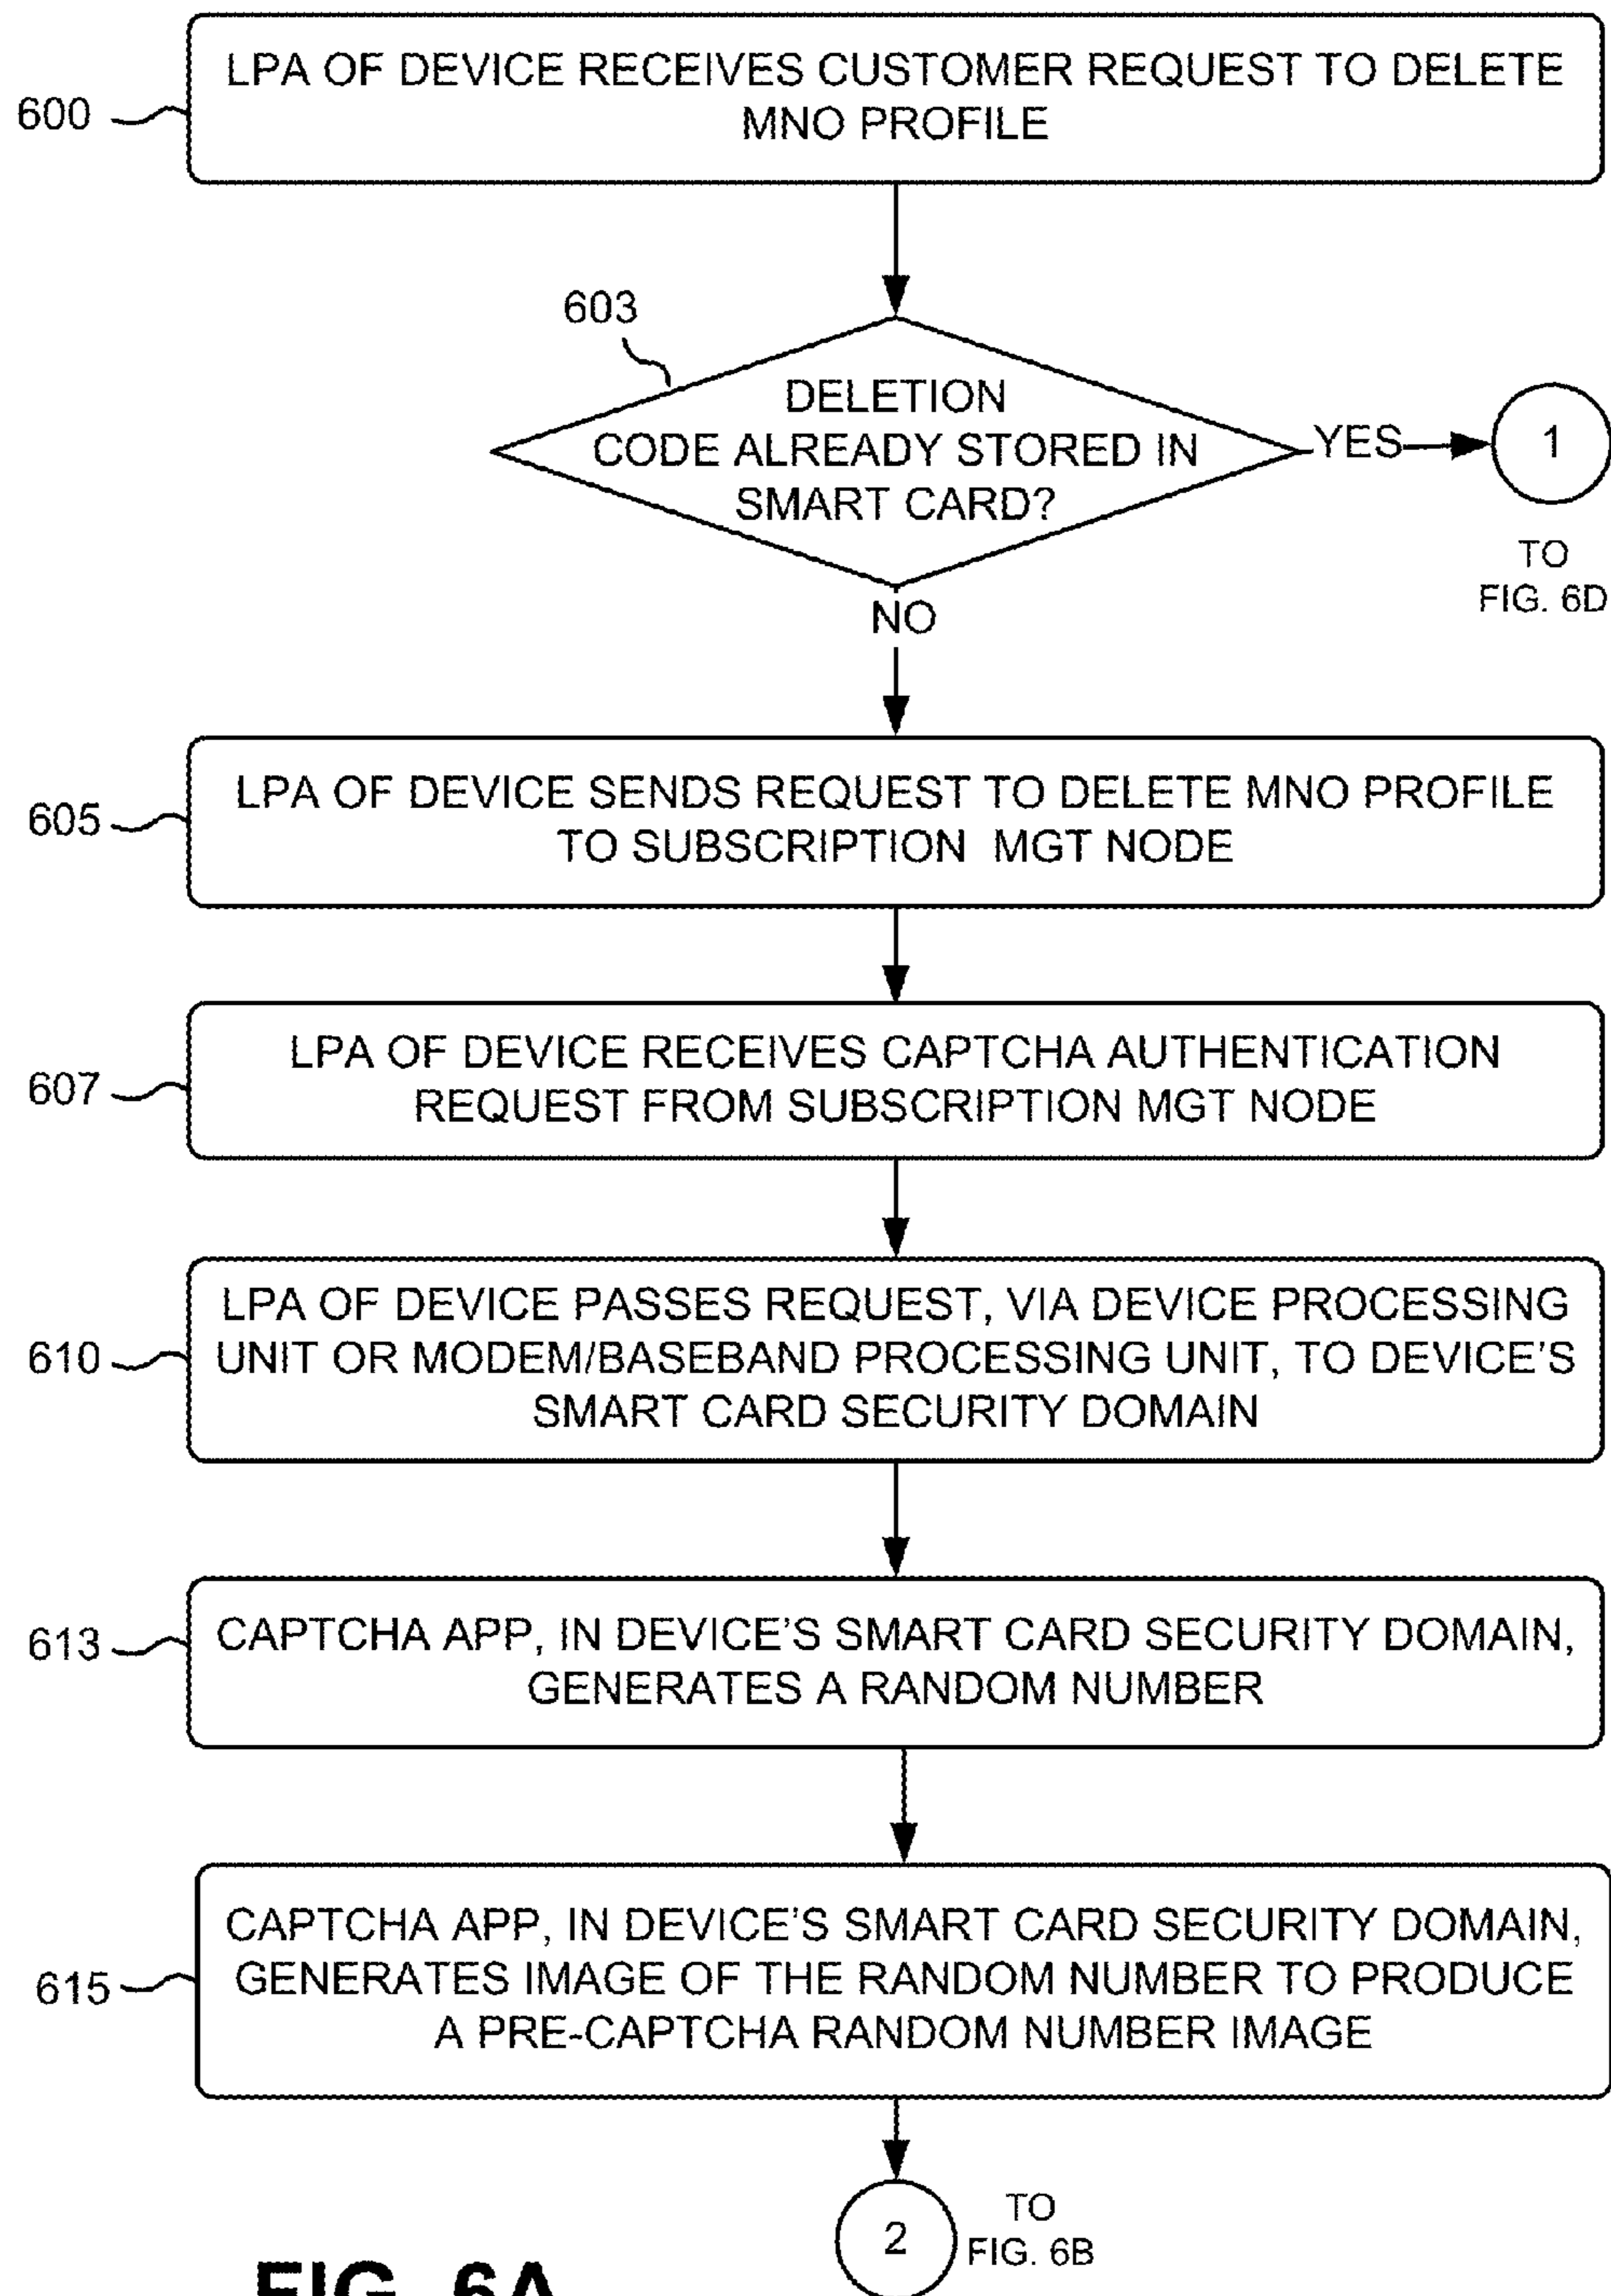 LPA OF DEVICE RECEIVES CUSTOMER REQUEST TO DELETE
MNO PROFILE
600
603
DELETION
CODE ALREADY STORED IN
SMART CARD?
YES
1
TO
FIG. 6D
NO
LPA OF DEVICE SENDS REQUEST TO DELETE MNO PROFILE
TO SUBSCRIPTION MGT NODE
605
LPA OF DEVICE RECEIVES CAPTCHA AUTHENTICATION
REQUEST FROM SUBSCRIPTION MGT NODE
607
LPA OF DEVICE PASSES REQUEST, VIA DEVICE PROCESSING
UNIT OR MODEM/BASEBAND PROCESSING UNIT, TO DEVICE'S
SMART CARD SECURITY DOMAIN
610
CAPTCHA APP, IN DEVICE'S SMART CARD SECURITY DOMAIN,
GENERATES A RANDOM NUMBER
613
CAPTCHA APP, IN DEVICE'S SMART CARD SECURITY DOMAIN,
GENERATES IMAGE OF THE RANDOM NUMBER TO PRODUCE
A PRE-CAPTCHA RANDOM NUMBER IMAGE
615
2
TO
FIG. 6B
FIG. 6A